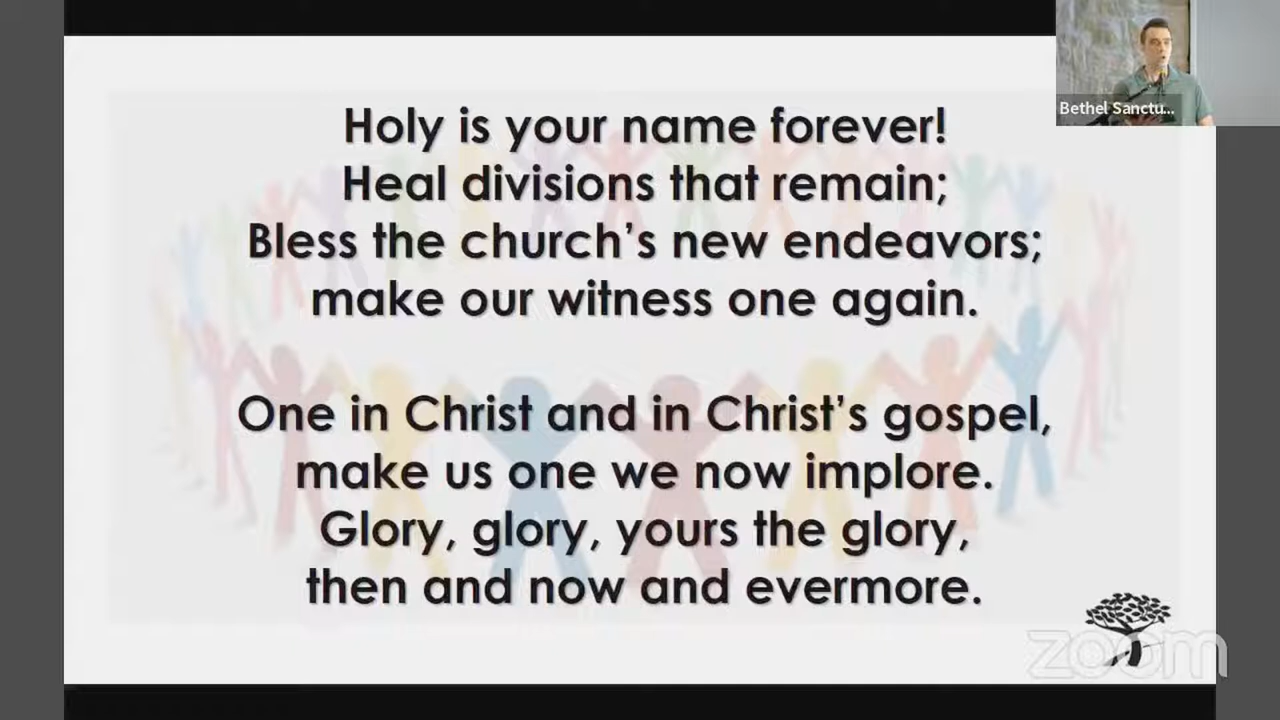 Bethel Sanctu...
Holy is your name forever!
Heal divisions that remain;
Bless the church’s new endeavors;
make our witness one again.
One in Christ and in Christ’s gospel,
make us one we now implore.
Glory, glory, yours the glory,
then and now and evermore.
zoom